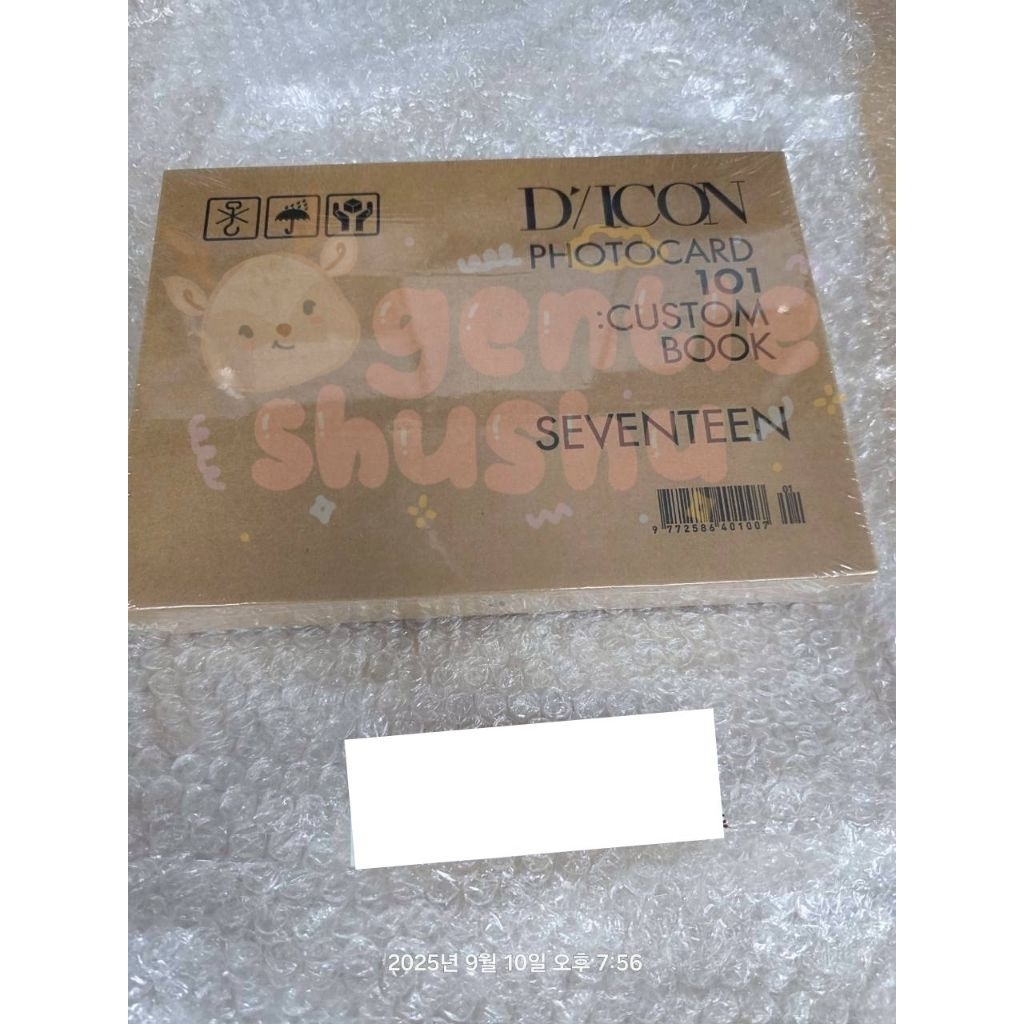 D'/ICON
PHOTOCARD
101
:CUSTOM
BOOK
gentle
shushu
SEVENTEEN
01
9 772586 401007
2025년 9월 10일 오후 7:56